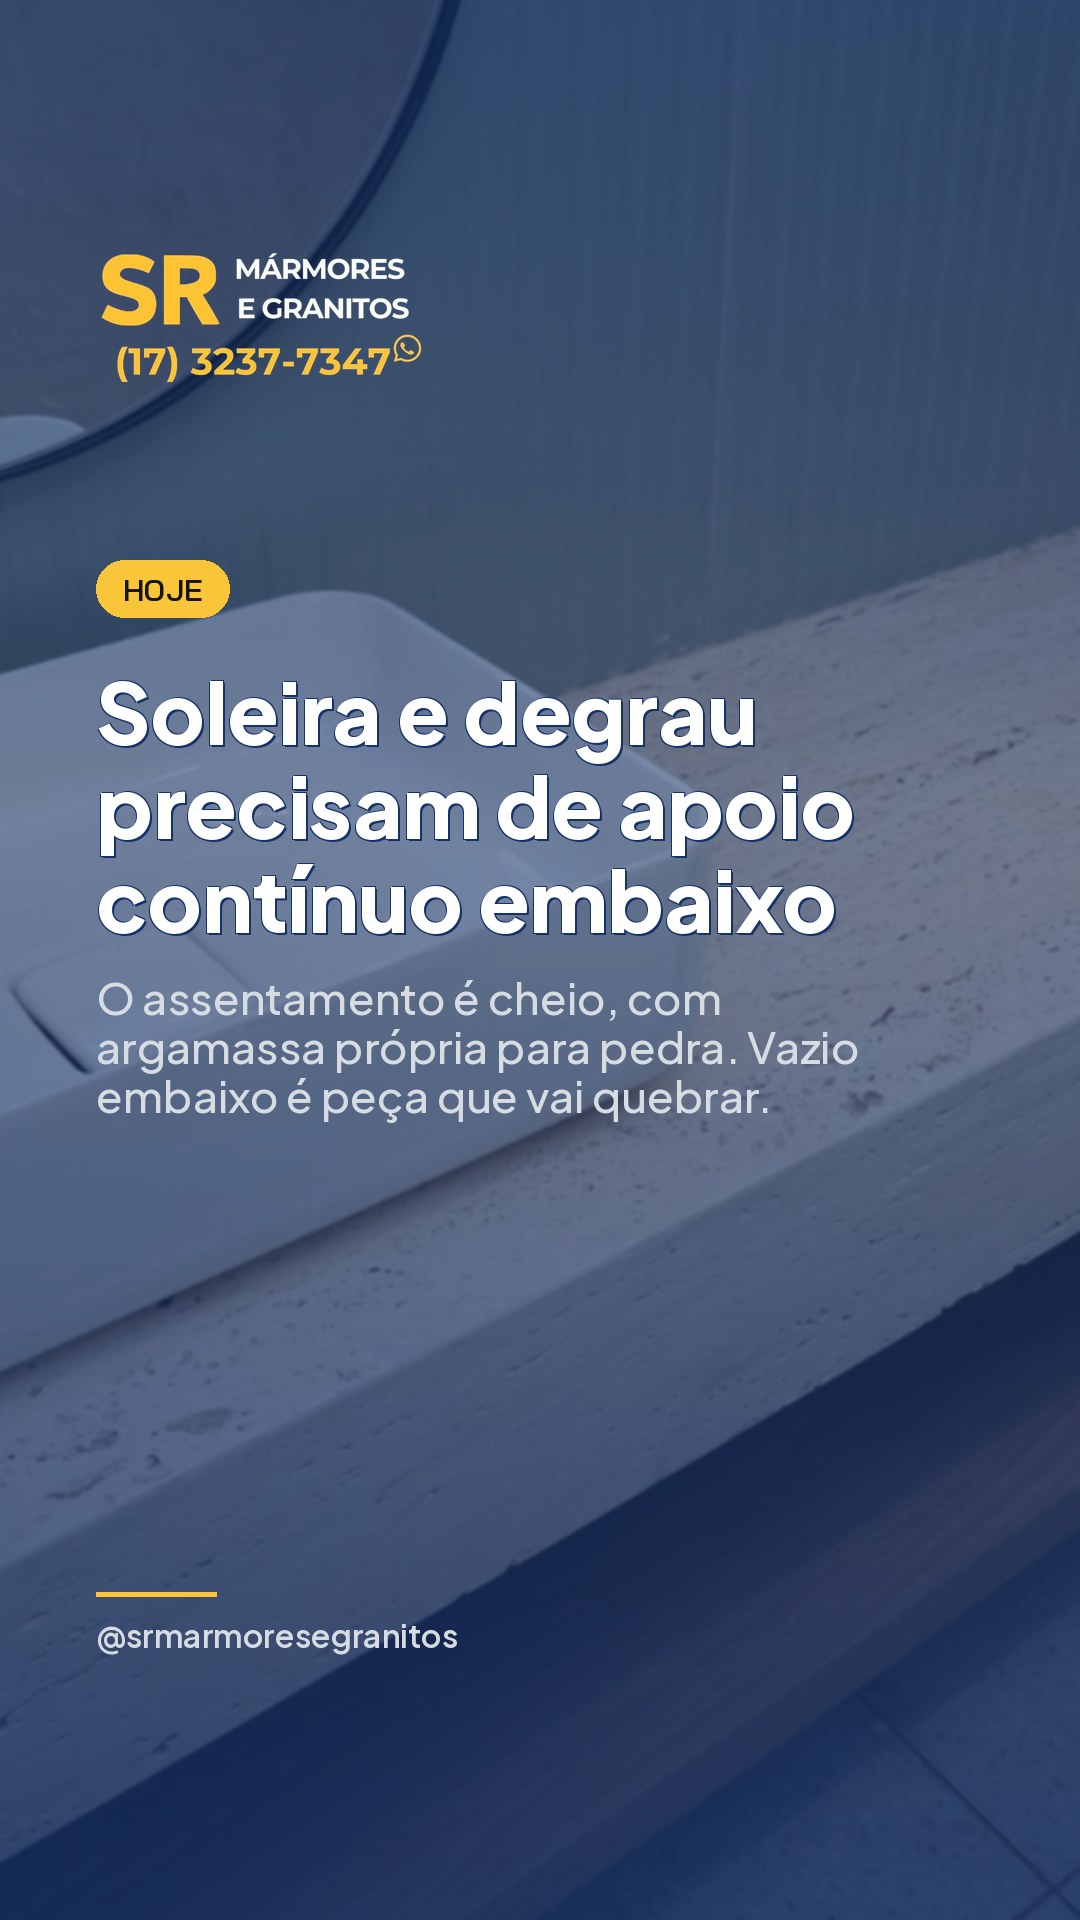 SR MÁRMORES
E GRANITOS
(17) 3237-7347
HOJE
Soleira e degrau
precisam de apoio
contínuo embaixo
O assentamento é cheio, com
argamassa própria para pedra. Vazio
embaixo é peça que vai quebrar.
@srmarmoresegranitos